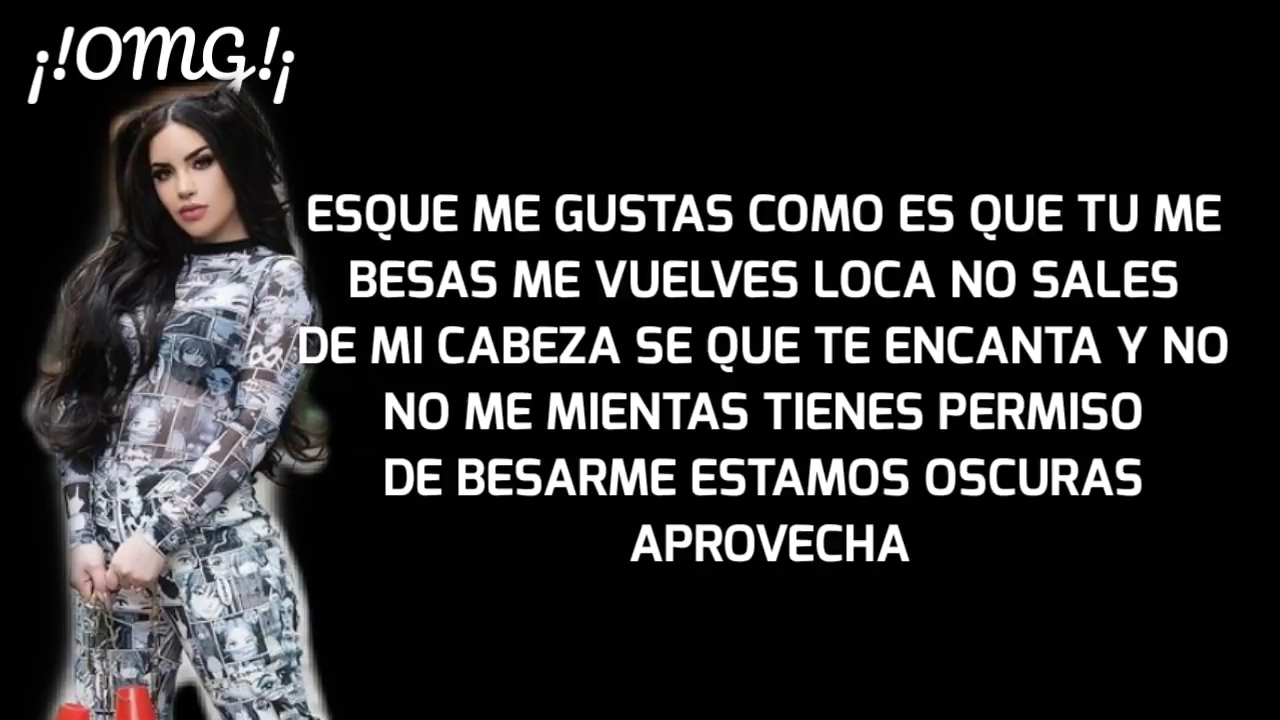 ¡!OMG!¡
ESQUE ME GUSTAS COMO ES QUE TU ME
BESAS ME VUELVES LOCA NO SALES
DE MI CABEZA SE QUE TE ENCANTA Y NO
NO ME MIENTAS TIENES PERMISO
DE BESARME ESTAMOS OSCURAS
APROVECHA